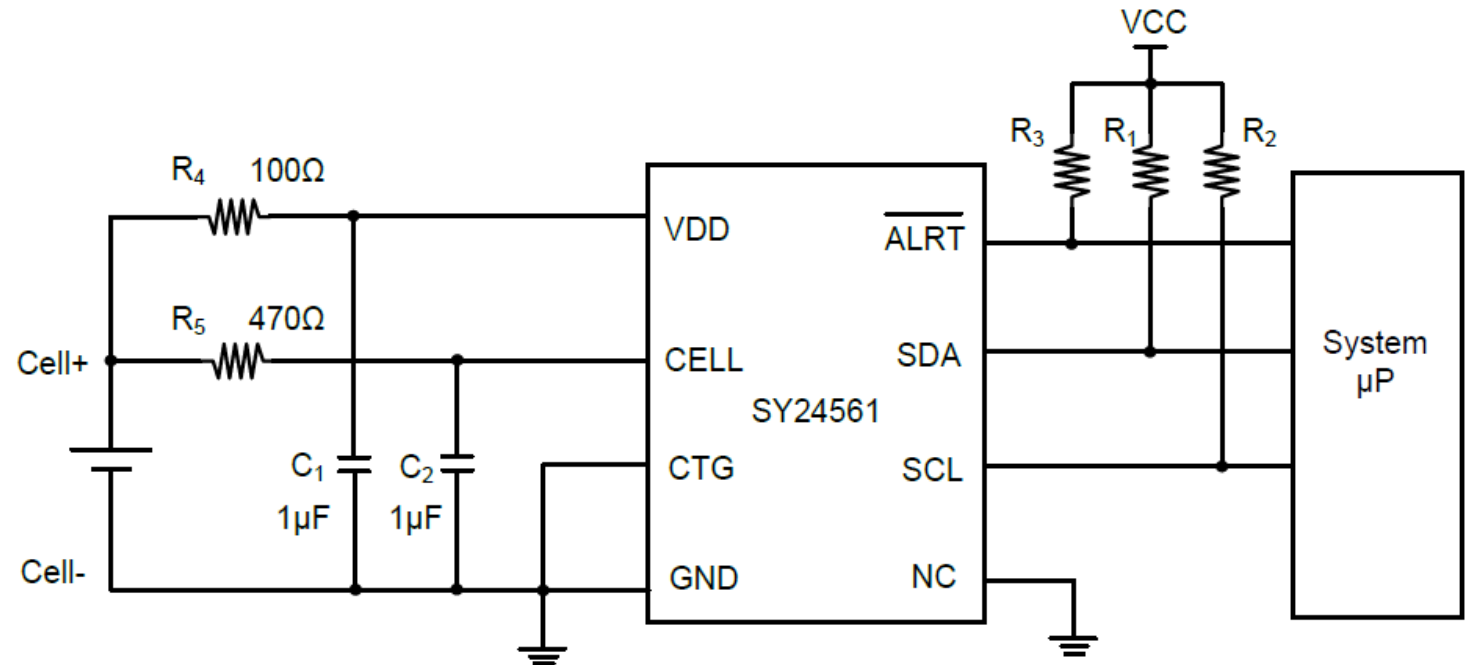 VCC
R₃
R₁
R₂
R₄
100Ω
VDD
A̅L̅R̅T̅
R₅
470Ω
Cell+
CELL
SDA
System
µP
SY24561
C₁
1µF
C₂
1µF
CTG
SCL
Cell-
GND
NC